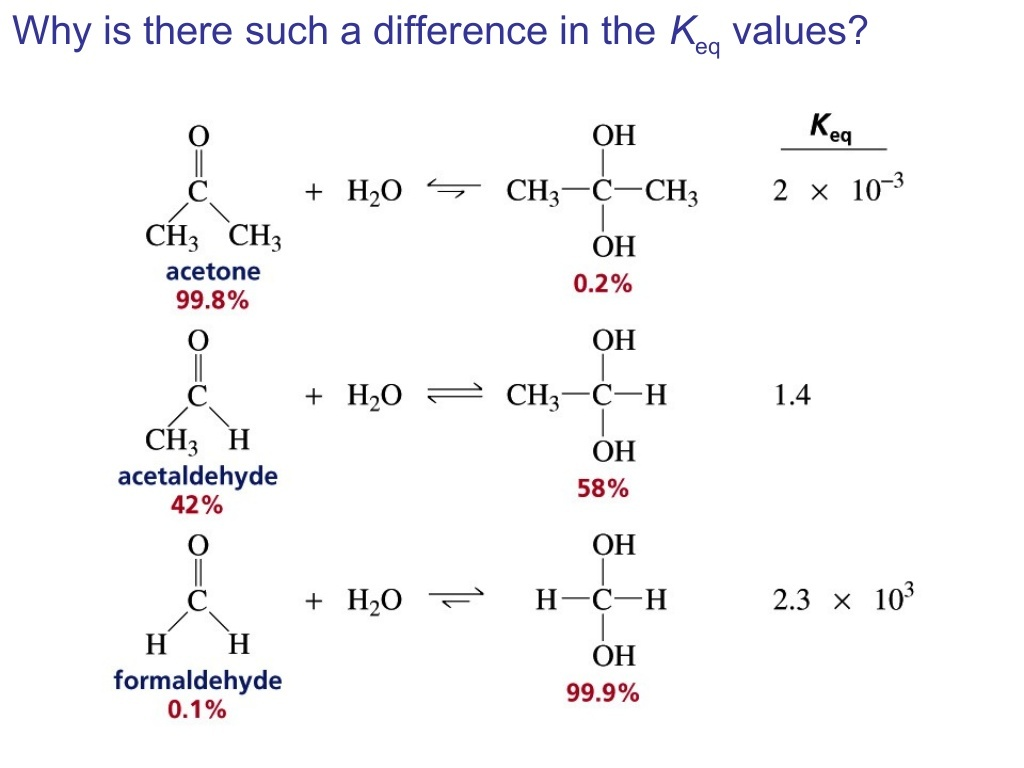 Why is there such a difference in the Keq values?
Keq
O
C
CH₃ CH₃
+ H₂O
OH
CH₃—C—CH₃
OH
2 × 10⁻³
acetone
99.8%
0.2%
O
C
CH₃ H
+ H₂O
OH
CH₃—C—H
OH
1.4
acetaldehyde
42%
58%
O
C
H H
+ H₂O
OH
H—C—H
OH
2.3 × 10³
formaldehyde
0.1%
99.9%